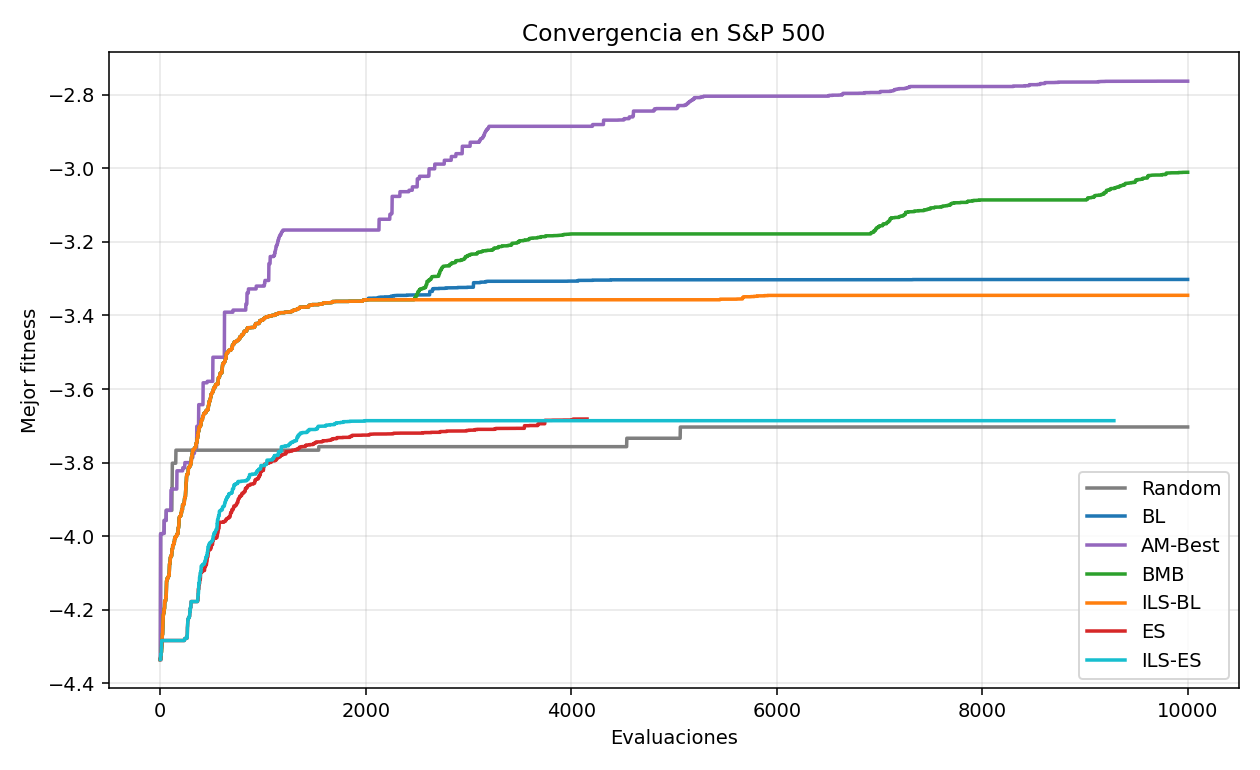 Convergencia en S&P 500
Mejor fitness
−2.8
−3.0
−3.2
−3.4
−3.6
−3.8
−4.0
−4.2
−4.4
0 2000 4000 6000 8000 10000
Evaluaciones
Random
BL
AM-Best
BMB
ILS-BL
ES
ILS-ES